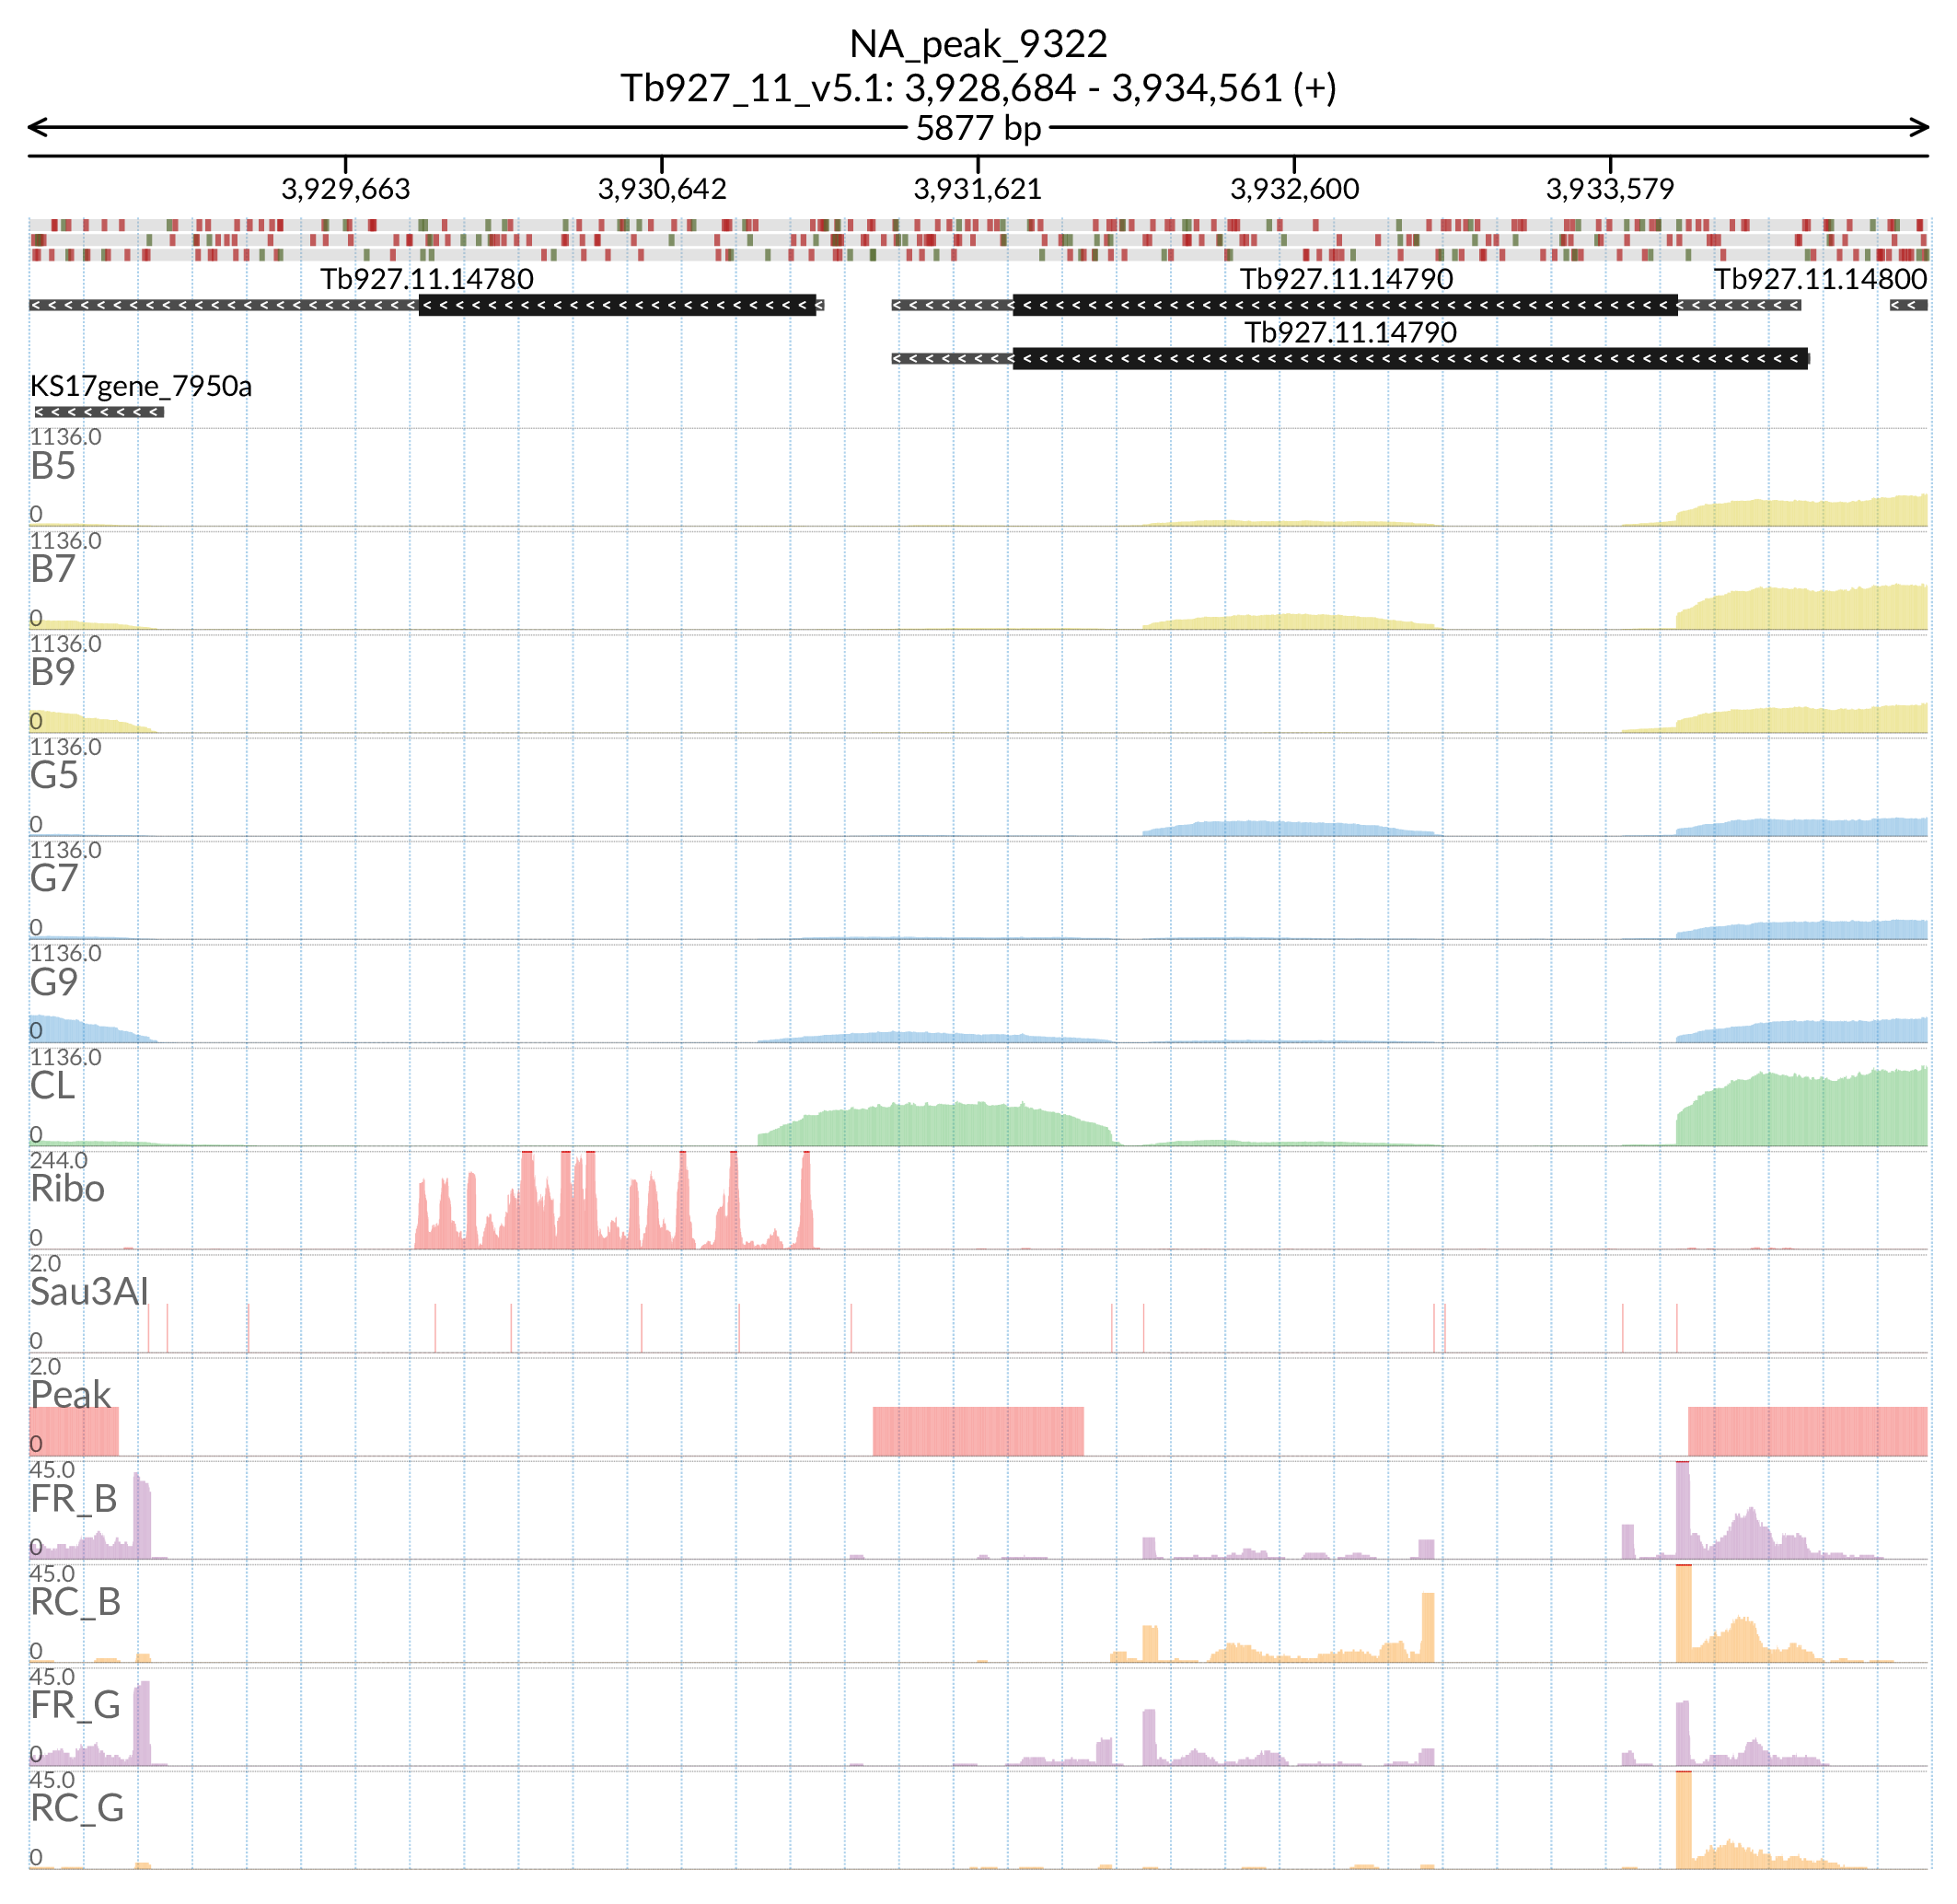 NA_peak_9322
Tb927_11_v5.1: 3,928,684 - 3,934,561 (+)
5877 bp
3,929,663 3,930,642 3,931,621 3,932,600 3,933,579
Tb927.11.14780 Tb927.11.14790 Tb927.11.14800
Tb927.11.14790
KS17gene_7950a
1136.0
B5
0
1136.0
B7
0
1136.0
B9
0
1136.0
G5
0
1136.0
G7
0
1136.0
G9
0
1136.0
CL
0
244.0
Ribo
0
2.0
Sau3AI
0
2.0
Peak
0
45.0
FR_B
0
45.0
RC_B
0
45.0
FR_G
0
45.0
RC_G
0